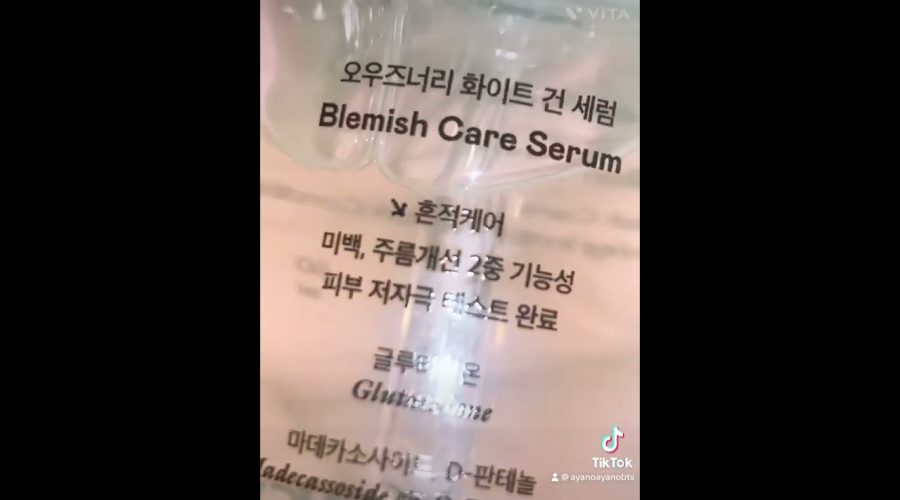 VITA
오우즈너리 화이트 건 세럼
Blemish Care Serum
↘ 흔적케어
미백, 주름개선 2중 기능성
피부 저자극 테스트 완료
마데카소사이드 D-판테놀
TikTok
@ayanoayanobts